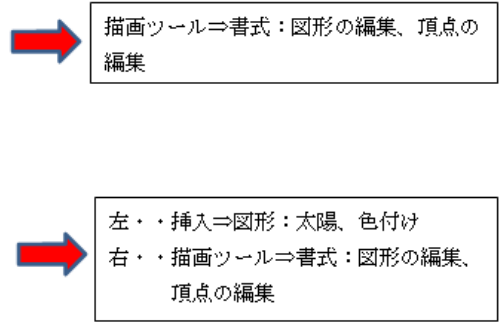 描画ツール⇒書式：図形の編集、頂点の
編集
左・・挿入⇒図形：太陽、色付け
右・・描画ツール⇒書式：図形の編集、
頂点の編集